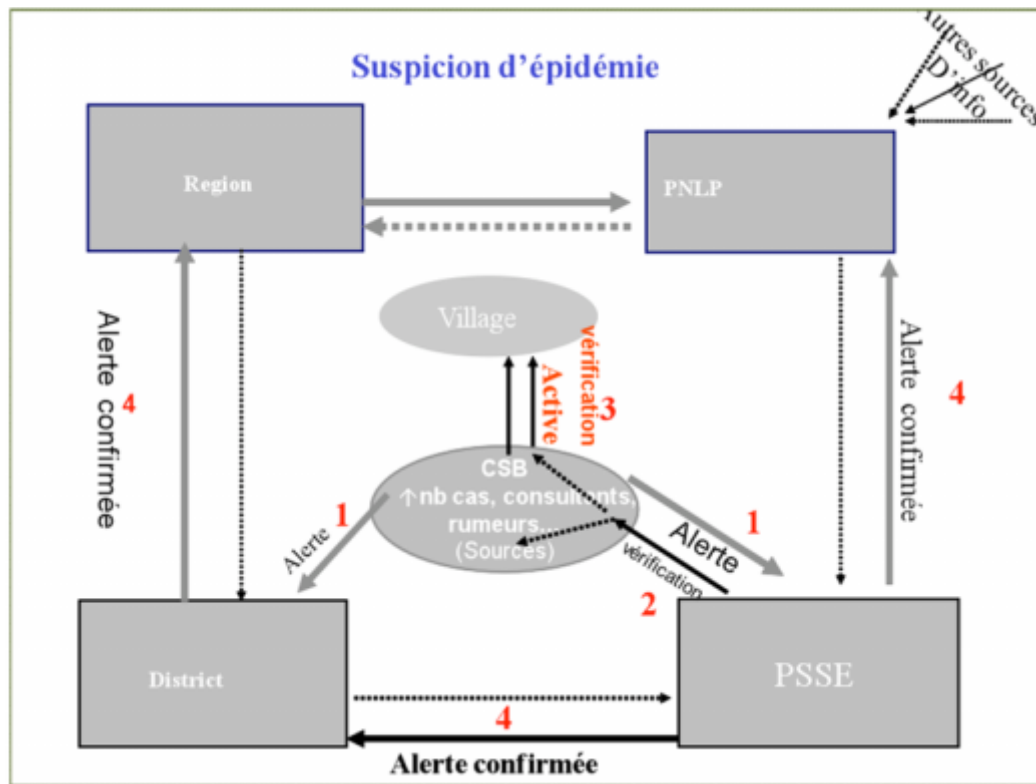 Suspicion d'épidémie
Autres sources
D'info
Region
PNLP
Village
Alerte confirmée
4
vérification
Active
3
Alerte confirmée
4
CSB
↑nb cas, consultants,
rumeurs...
(Sources)
1
Alerte
1
Alerte
vérification
2
District
PSSE
4
Alerte confirmée